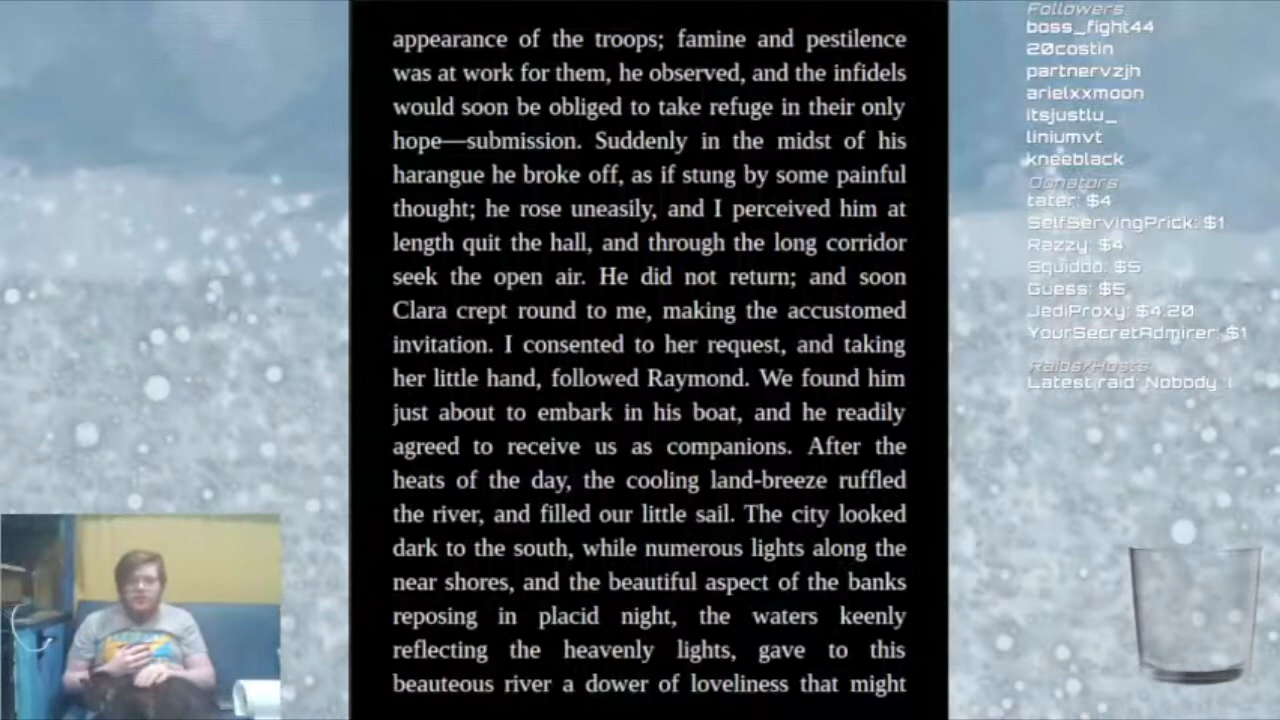 appearance of the troops; famine and pestilence
was at work for them, he observed, and the infidels
would soon be obliged to take refuge in their only
hope—submission. Suddenly in the midst of his
harangue he broke off, as if stung by some painful
thought; he rose uneasily, and I perceived him at
length quit the hall, and through the long corridor
seek the open air. He did not return; and soon
Clara crept round to me, making the accustomed
invitation. I consented to her request, and taking
her little hand, followed Raymond. We found him
just about to embark in his boat, and he readily
agreed to receive us as companions. After the
heats of the day, the cooling land-breeze ruffled
the river, and filled our little sail. The city looked
dark to the south, while numerous lights along the
near shores, and the beautiful aspect of the banks
reposing in placid night, the waters keenly
reflecting the heavenly lights, gave to this
beauteous river a dower of loveliness that might
Followers
boss_fight44
20costin
partnervzjh
arielxxmoon
itsjustlu_
liniumvt
kneeblack
Donators
tater: $4
SelfServingPrick: $1
Razzy: $4
Squiddo: $5
Guess: $5
JediProxy: $4.20
YourSecretAdmirer: $1
Raids/Hosts
Latest raid: Nobody :(